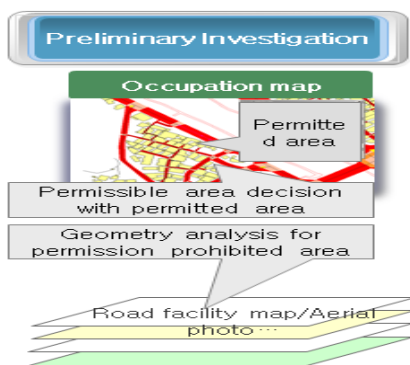 Preliminary Investigation
Occupation map
Permitte
d area
Permissible area decision
with permitted area
Geometry analysis for
permission prohibited area
Road facility map/Aerial
photo…